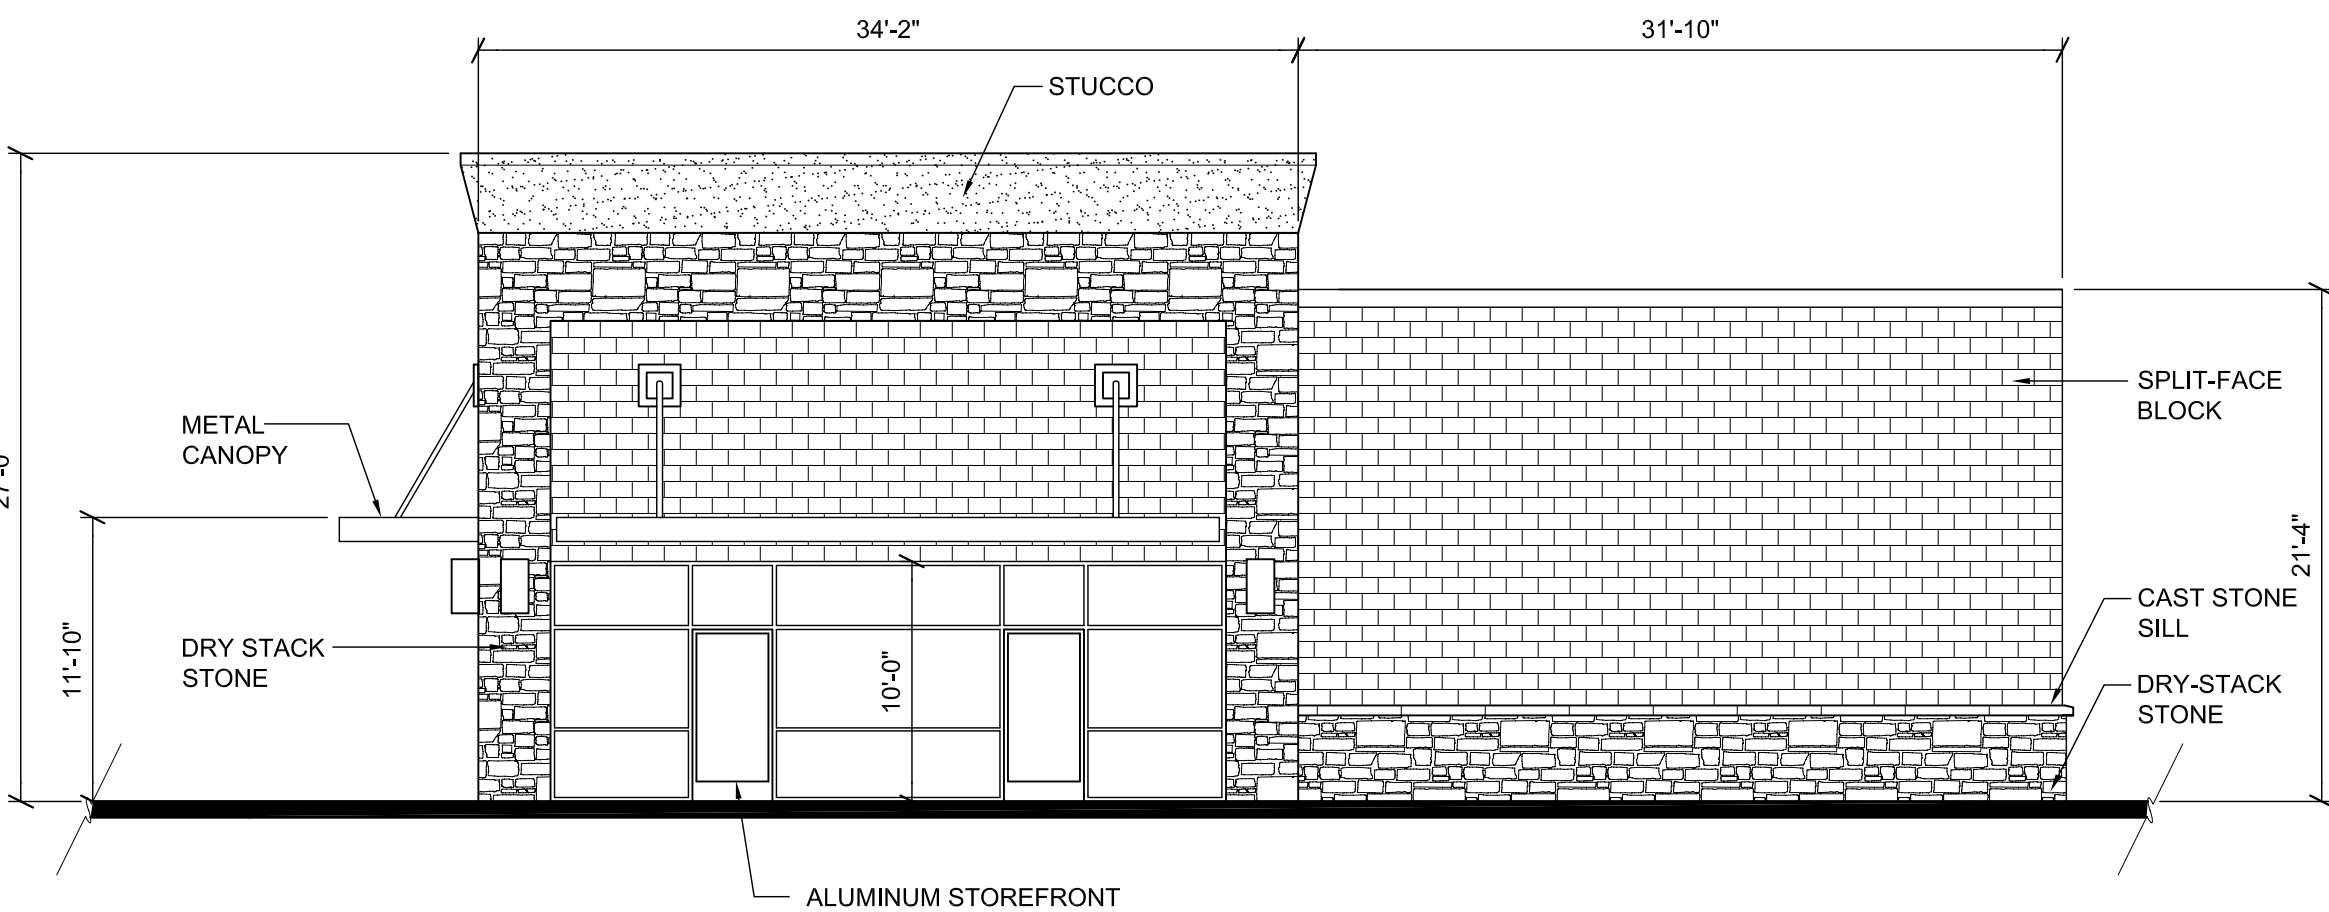 34'-2"
31'-10"
STUCCO
METAL
CANOPY
SPLIT-FACE
BLOCK
21'-4"
CAST STONE
SILL
11'-10"
DRY STACK
STONE
10'-0"
DRY-STACK
STONE
ALUMINUM STOREFRONT